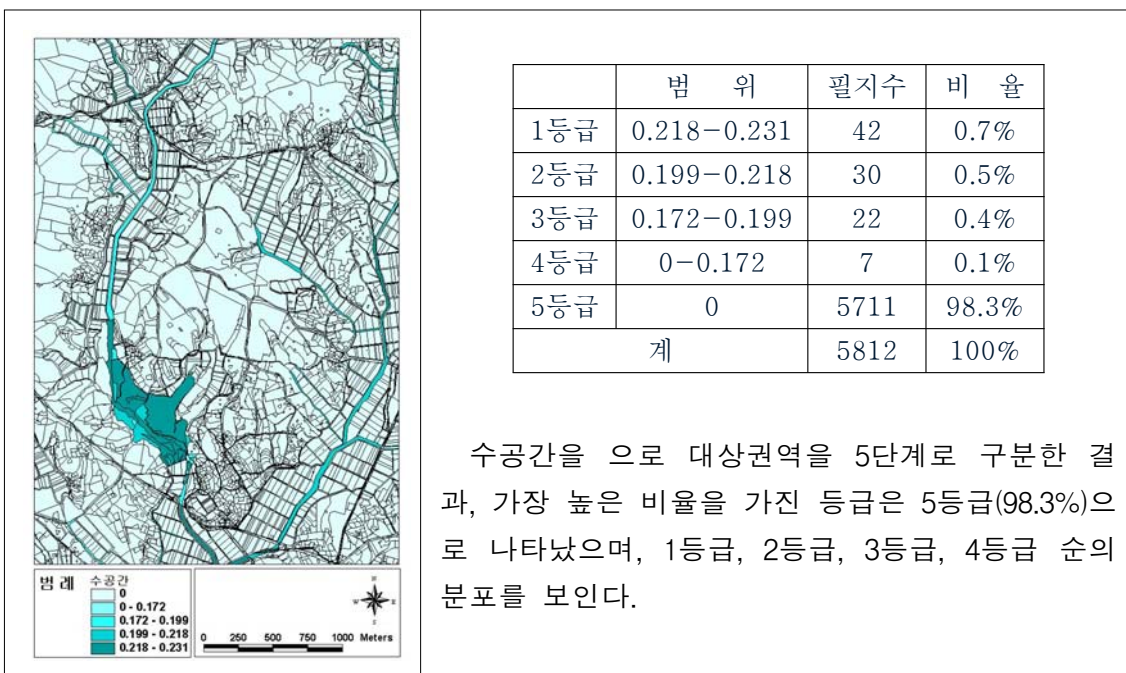 범 위 필지수 비 율
1등급 0.218-0.231 42 0.7%
2등급 0.199-0.218 30 0.5%
3등급 0.172-0.199 22 0.4%
4등급 0-0.172 7 0.1%
5등급 0 5711 98.3%
계 5812 100%
수공간을 으로 대상권역을 5단계로 구분한 결
과, 가장 높은 비율을 가진 등급은 5등급(98.3%)으
로 나타났으며, 1등급, 2등급, 3등급, 4등급 순의
분포를 보인다.
범 례 수공간
0
0 - 0.172
0.172 - 0.199
0.199 - 0.218
0.218 - 0.231
N
W E
S
0 250 500 750 1000 Meters